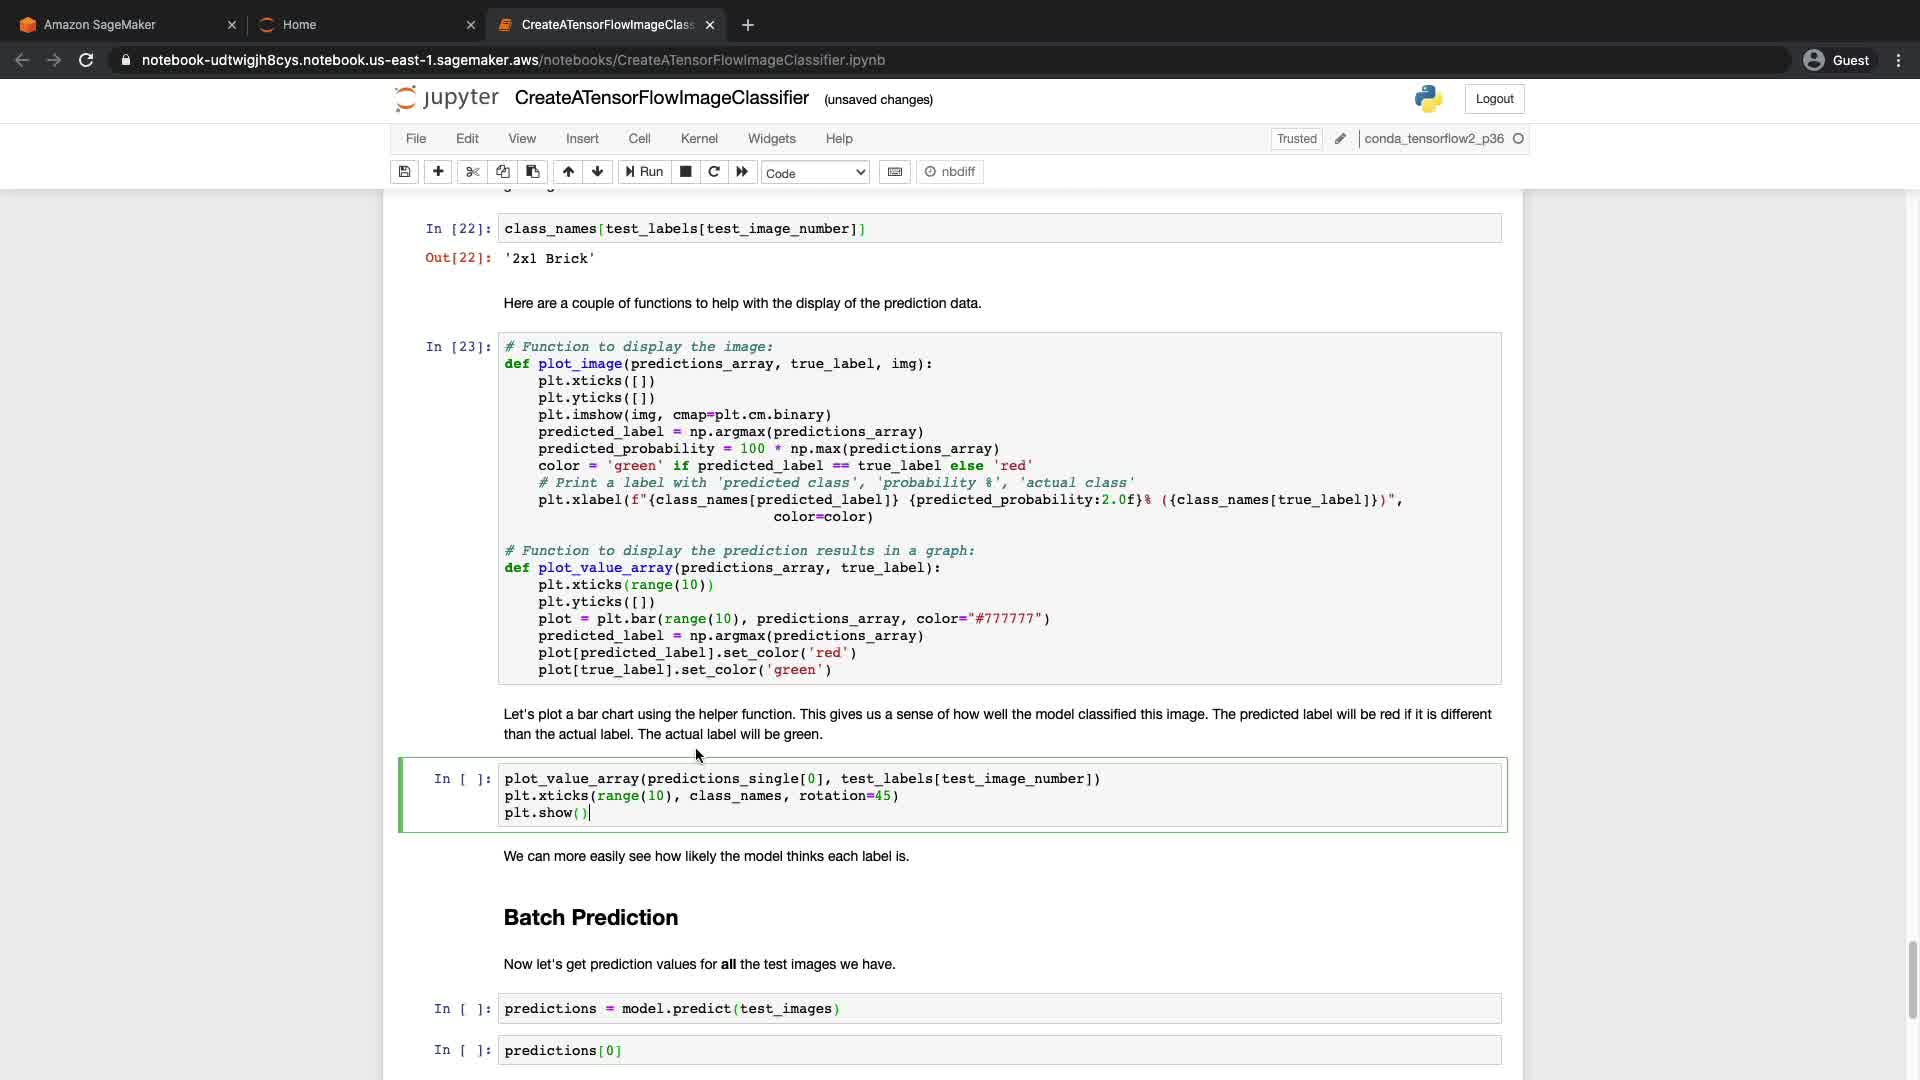 Amazon SageMaker
Home
CreateATensorFlowImageClass
notebook-udtwigjh8cys.notebook.us-east-1.sagemaker.aws/notebooks/CreateATensorFlowImageClassifier.ipynb
Guest
jupyter CreateATensorFlowImageClassifier (unsaved changes)
Logout
File Edit View Insert Cell Kernel Widgets Help
Trusted conda_tensorflow2_p36
Run Code nbdiff
In [22]: class_names[test_labels[test_image_number]]
Out[22]: '2x1 Brick'
Here are a couple of functions to help with the display of the prediction data.
In [23]: # Function to display the image:
def plot_image(predictions_array, true_label, img):
    plt.xticks([])
    plt.yticks([])
    plt.imshow(img, cmap=plt.cm.binary)
    predicted_label = np.argmax(predictions_array)
    predicted_probability = 100 * np.max(predictions_array)
    color = 'green' if predicted_label == true_label else 'red'
    # Print a label with 'predicted class', 'probability %', 'actual class'
    plt.xlabel(f"{class_names[predicted_label]} {predicted_probability:2.0f}% ({class_names[true_label]})",
                                color=color)
# Function to display the prediction results in a graph:
def plot_value_array(predictions_array, true_label):
    plt.xticks(range(10))
    plt.yticks([])
    plot = plt.bar(range(10), predictions_array, color="#777777")
    predicted_label = np.argmax(predictions_array)
    plot[predicted_label].set_color('red')
    plot[true_label].set_color('green')
Let's plot a bar chart using the helper function. This gives us a sense of how well the model classified this image. The predicted label will be red if it is different
than the actual label. The actual label will be green.
In [ ]: plot_value_array(predictions_single[0], test_labels[test_image_number])
plt.xticks(range(10), class_names, rotation=45)
plt.show()
We can more easily see how likely the model thinks each label is.
Batch Prediction
Now let's get prediction values for all the test images we have.
In [ ]: predictions = model.predict(test_images)
In [ ]: predictions[0]